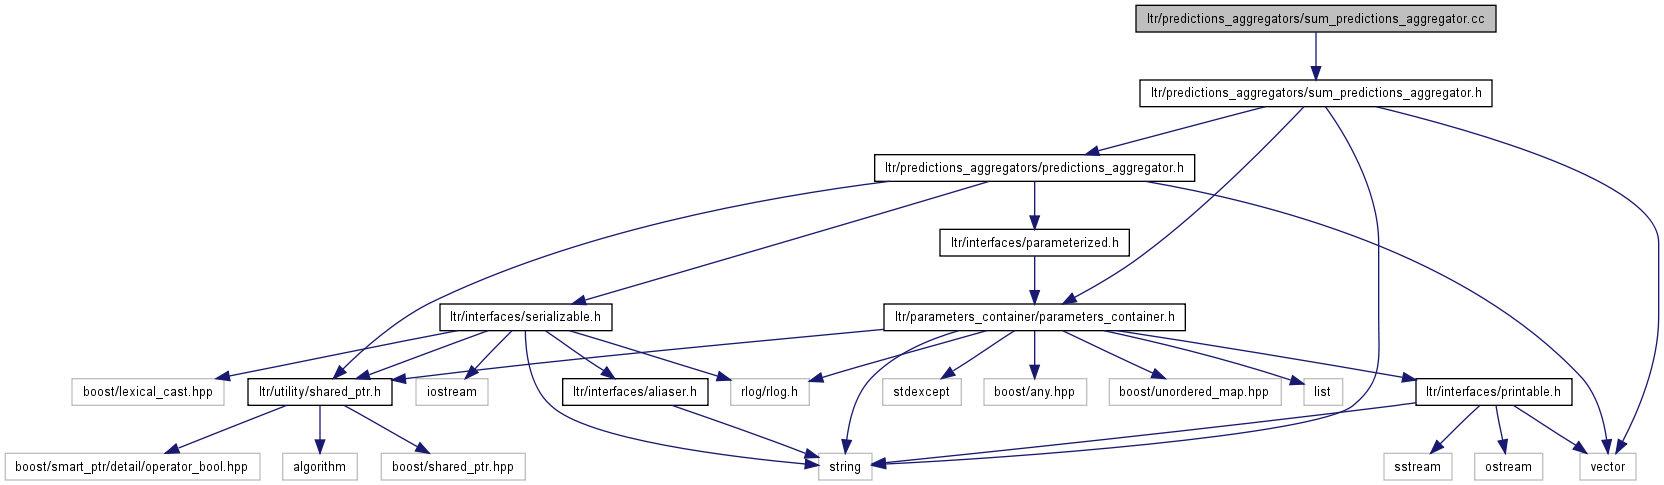 ltr/predictions_aggregators/sum_predictions_aggregator.cc
ltr/predictions_aggregators/sum_predictions_aggregator.h
ltr/predictions_aggregators/predictions_aggregator.h
ltr/interfaces/parameterized.h
ltr/interfaces/serializable.h
ltr/parameters_container/parameters_container.h
boost/lexical_cast.hpp
ltr/utility/shared_ptr.h
iostream
ltr/interfaces/aliaser.h
rlog/rlog.h
stdexcept
boost/any.hpp
boost/unordered_map.hpp
list
ltr/interfaces/printable.h
boost/smart_ptr/detail/operator_bool.hpp
algorithm
boost/shared_ptr.hpp
string
sstream
ostream
vector